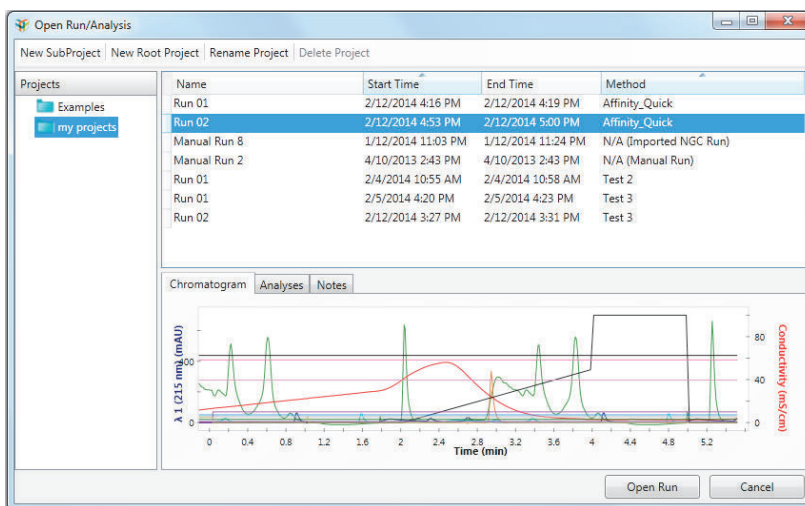 Open Run/Analysis
New SubProject New Root Project Rename Project Delete Project
Projects
Examples
my projects
Name Start Time End Time Method
Run 01 2/12/2014 4:16 PM 2/12/2014 4:19 PM Affinity_Quick
Run 02 2/12/2014 4:53 PM 2/12/2014 5:00 PM Affinity_Quick
Manual Run 8 1/12/2014 11:03 PM 1/12/2014 11:24 PM N/A (Imported NGC Run)
Manual Run 2 4/10/2013 2:43 PM 4/10/2013 2:43 PM N/A (Manual Run)
Run 01 2/4/2014 10:55 AM 2/4/2014 10:58 AM Test 2
Run 01 2/5/2014 4:20 PM 2/5/2014 4:23 PM Test 3
Run 02 2/12/2014 3:27 PM 2/12/2014 3:31 PM Test 3
Chromatogram Analyses Notes
λ 1 (215 nm) (mAU)
400
0
80
40
0
Conductivity (mS/cm)
0 0.4 0.8 1.2 1.6 2 2.4 2.8 3.2 3.6 4 4.4 4.8 5.2
Time (min)
Open Run Cancel